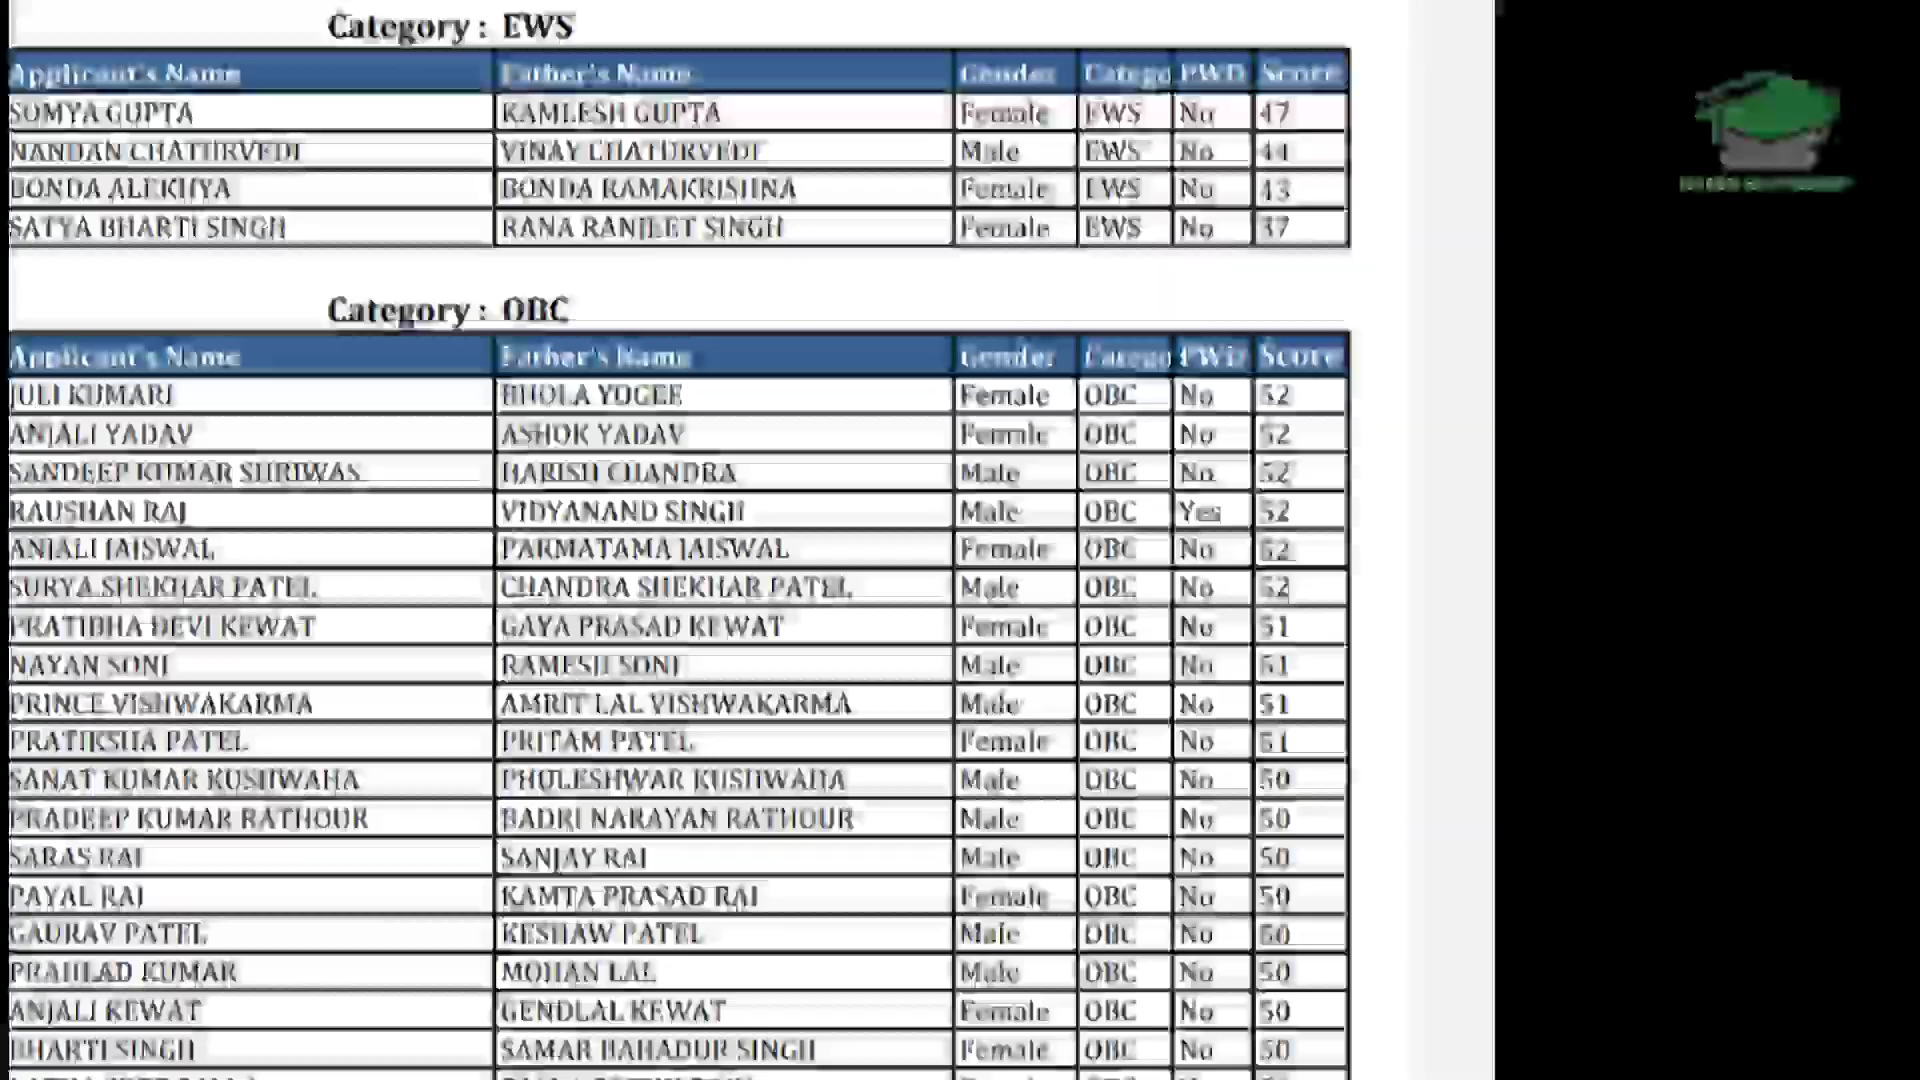 Category : EWS
Applicant's Name Father's Name Gender Catego PWD Score
SOMYA GUPTA KAMLESH GUPTA Female EWS No 47
NANDAN CHATURVEDI VINAY CHATURVEDI Male EWS No 44
BONDA ALEKHYA BONDA RAMAKRISHNA Female EWS No 43
SATYA BHARTI SINGH RANA RANJEET SINGH Female EWS No 37
Category : OBC
Applicant's Name Father's Name Gender Catego Score
JULI KUMARI BHOLA YOGEE Female OBC No 52
ANJALI YADAV ASHOK YADAV Female OBC No 52
SANDEEP KUMAR SHRIWAS HARISH CHANDRA Male OBC No 52
RAUSHAN RAJ VIDYANAND SINGH Male OBC Yes 52
ANJALI JAISWAL PARMATAMA JAISWAL Female OBC No 52
SURYA SHEKHAR PATEL CHANDRA SHEKHAR PATEL Male OBC No 52
PRATIBHA DEVI KEWAT GAYA PRASAD KEWAT Female OBC No 51
NAYAN SONI RAMESH SONI Male OBC No 51
PRINCE VISHWAKARMA AMRIT LAL VISHWAKARMA Male OBC No 51
PRATIKSHA PATEL PRITAM PATEL Female OBC No 51
SANAT KUMAR KUSHWAHA PHOLESHWAR KUSHWAHA Male OBC No 50
PRADEEP KUMAR RATHOUR BADRI NARAYAN RATHOUR Male OBC No 50
SARAS RAI SANJAY RAI Male OBC No 50
PAYAL RAI KAMTA PRASAD RAI Female OBC No 50
GAURAV PATEL KESHAW PATEL Male OBC No 50
PRAHLAD KUMAR MOHAN LAL Male OBC No 50
ANJALI KEWAT GENDLAL KEWAT Female OBC No 50
BHARTI SINGH SAMAR BAHADUR SINGH Female OBC No 50